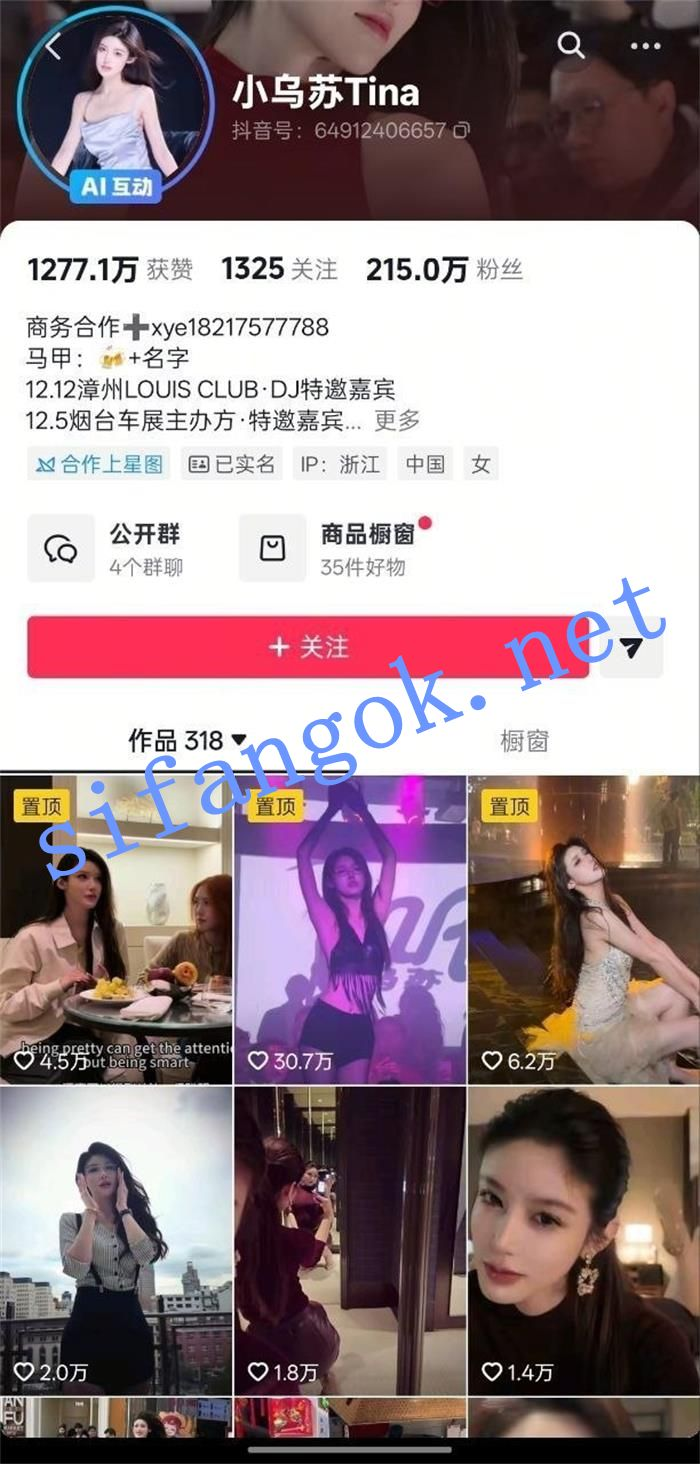 小乌苏Tina
抖音号：64912406657
AI 互动
1277.1万 获赞 1325 关注 215.0万 粉丝
商务合作➕xye18217577788
马甲：🍻+名字
12.12漳州LOUIS CLUB·DJ特邀嘉宾
12.5烟台车展主办方·特邀嘉宾... 更多
合作上星图 已实名 IP：浙江 中国 女
公开群
4个群聊
商品橱窗
35件好物
+ 关注
sifangok.net
作品 318 橱窗
置顶 置顶 置顶
being pretty can get the attentic
but being smart
4.5万 30.7万 6.2万
2.0万 1.8万 1.4万